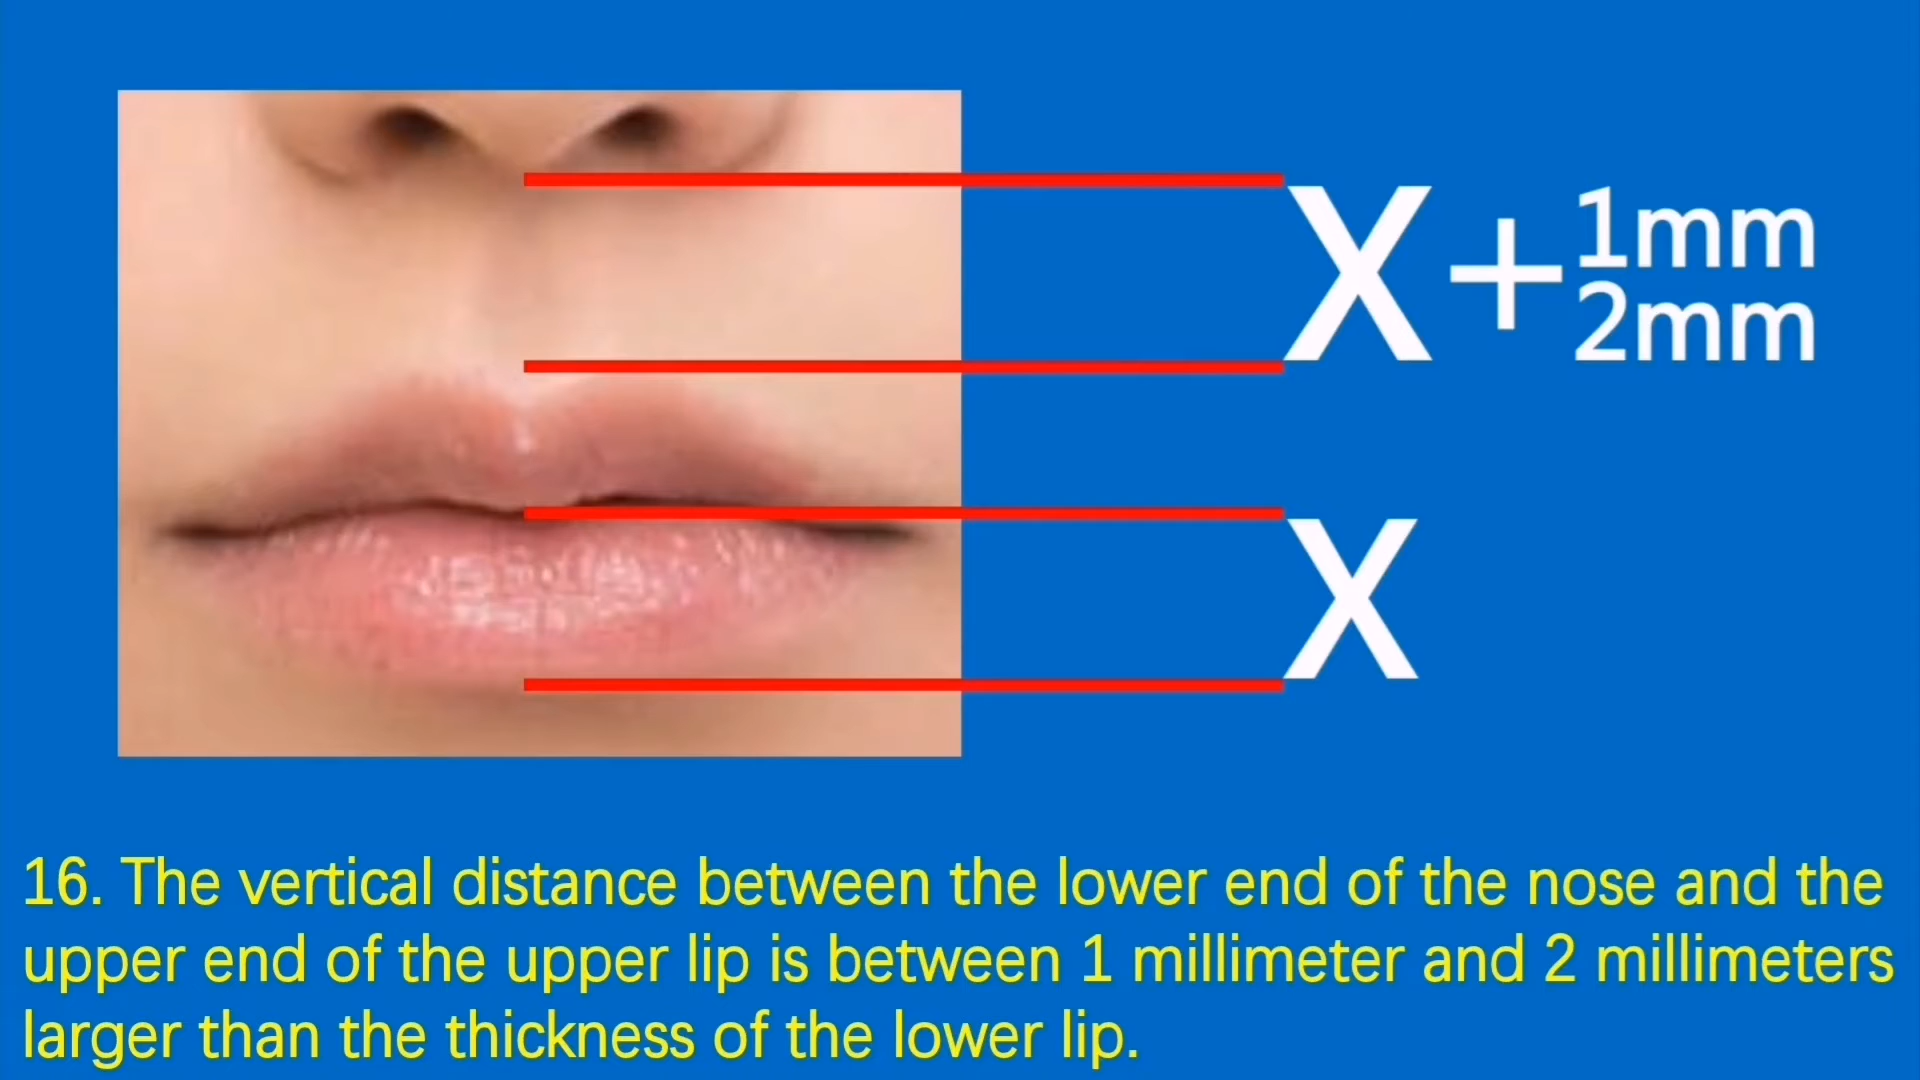 X+1mm
2mm
X
16. The vertical distance between the lower end of the nose and the
upper end of the upper lip is between 1 millimeter and 2 millimeters
larger than the thickness of the lower lip.